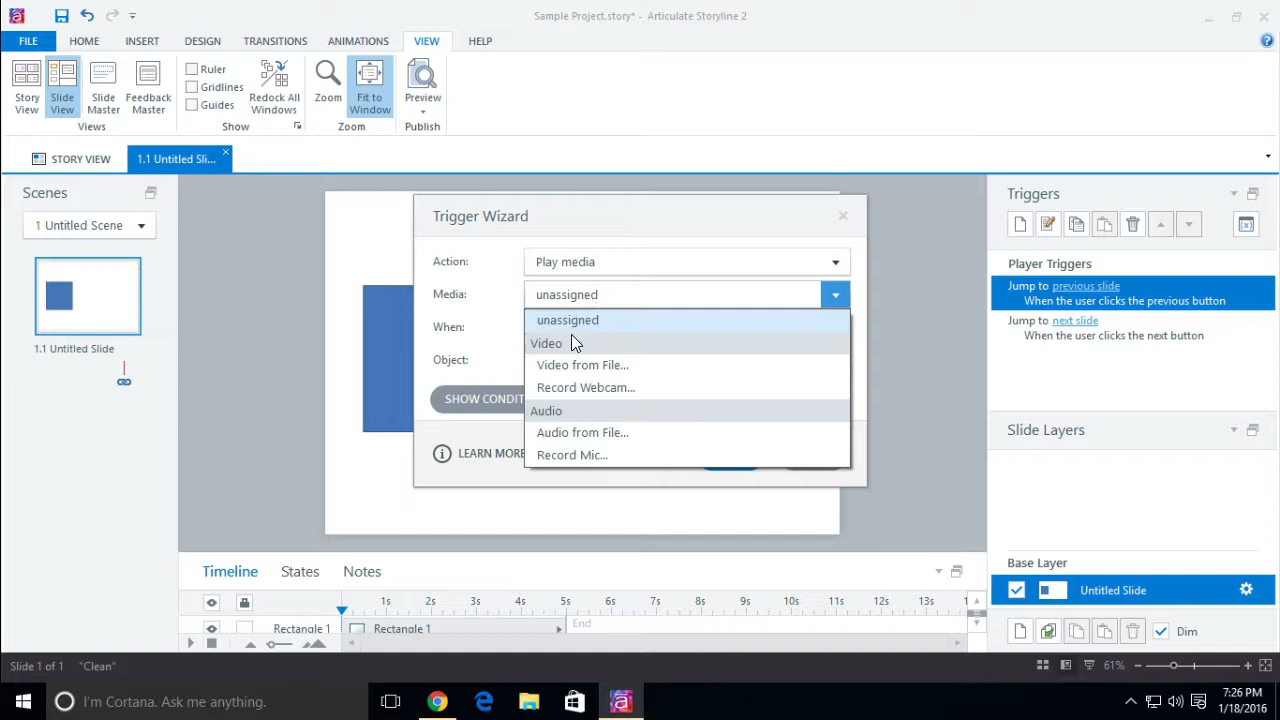 Sample Project.story* - Articulate Storyline 2
FILE HOME INSERT DESIGN TRANSITIONS ANIMATIONS VIEW HELP
Story View
Slide View
Slide Master
Feedback Master
Views
Ruler
Gridlines
Guides
Redock All Windows
Show
Zoom
Fit to Window
Zoom
Preview
Publish
STORY VIEW
1.1 Untitled Sli...
Scenes
1 Untitled Scene
1.1 Untitled Slide
Trigger Wizard
Action: Play media
Media: unassigned
When:
Object:
unassigned
Video
Video from File...
Record Webcam...
Audio
Audio from File...
Record Mic...
SHOW CONDIT
LEARN MORE
Triggers
Player Triggers
Jump to previous slide
When the user clicks the previous button
Jump to next slide
When the user clicks the next button
Slide Layers
Base Layer
Untitled Slide
Dim
Timeline States Notes
1s 2s 3s 4s 5s 6s 7s 8s 9s 10s 11s 12s 13s
Rectangle 1 Rectangle 1 End
Slide 1 of 1 "Clean" 61%
I'm Cortana. Ask me anything.
7:26 PM
1/18/2016